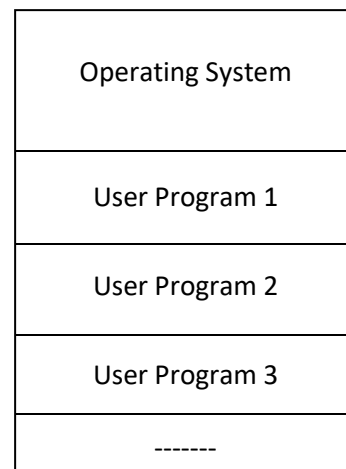 Operating System
User Program 1
User Program 2
User Program 3
-------